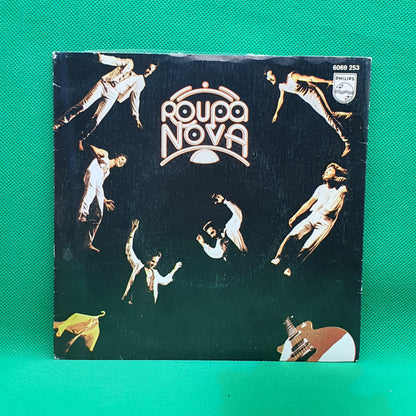 6069 253
PHILIPS
ROUPA
NOVA